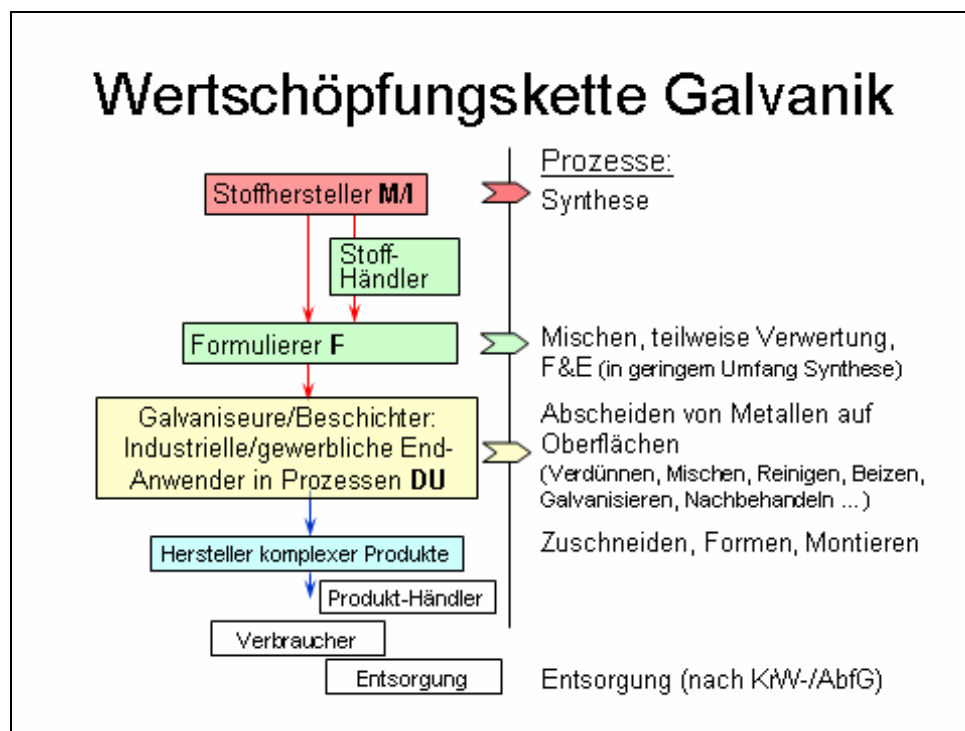 Wertschöpfungskette Galvanik
Prozesse:
Stoffhersteller M/I
Synthese
Stoff-
Händler
Formulierer F
Mischen, teilweise Verwertung,
F&E (in geringem Umfang Synthese)
Galvaniseure/Beschichter:
Industrielle/gewerbliche End-
Anwender in Prozessen DU
Abscheiden von Metallen auf
Oberflächen
(Verdünnen, Mischen, Reinigen, Beizen,
Galvanisieren, Nachbehandeln ... )
Hersteller komplexer Produkte
Zuschneiden, Formen, Montieren
Produkt-Händler
Verbraucher
Entsorgung
Entsorgung (nach KrW-/AbfG)